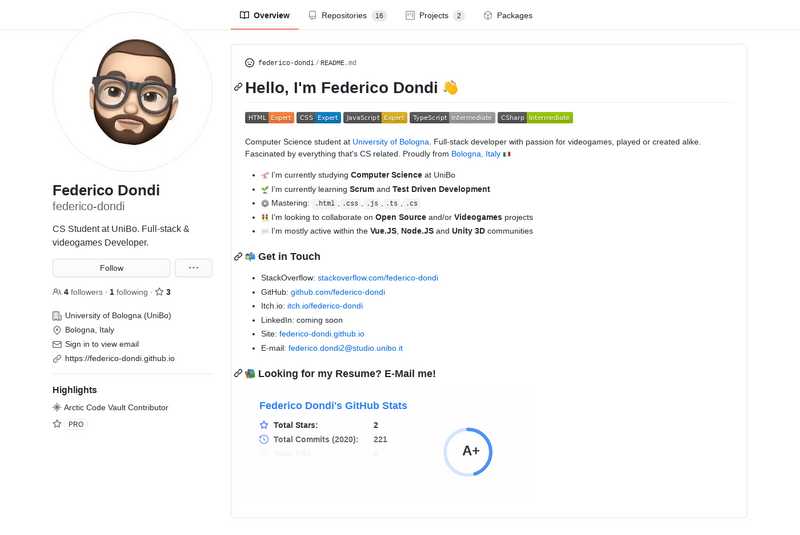 Overview
Repositories 16
Projects 2
Packages
federico-dondi / README.md
Hello, I'm Federico Dondi 👋
HTML Expert CSS Expert JavaScript Expert TypeScript Intermediate CSharp Intermediate
Computer Science student at University of Bologna. Full-stack developer with passion for videogames, played or created alike.
Fascinated by everything that's CS related. Proudly from Bologna, Italy 🇮🇹
I'm currently studying Computer Science at UniBo
🌱 I'm currently learning Scrum and Test Driven Development
Mastering: .html , .css , .js , .ts , .cs
I'm looking to collaborate on Open Source and/or Videogames projects
I'm mostly active within the Vue.JS, Node.JS and Unity 3D communities
📬 Get in Touch
StackOverflow: stackoverflow.com/federico-dondi
GitHub: github.com/federico-dondi
Itch.io: itch.io/federico-dondi
LinkedIn: coming soon
Site: federico-dondi.github.io
E-mail: federico.dondi2@studio.unibo.it
Looking for my Resume? E-Mail me!
Federico Dondi's GitHub Stats
Total Stars: 2
Total Commits (2020): 221
A+
Federico Dondi
federico-dondi
CS Student at UniBo. Full-stack &
videogames Developer.
Follow
4 followers · 1 following · 3
University of Bologna (UniBo)
Bologna, Italy
Sign in to view email
https://federico-dondi.github.io
Highlights
Arctic Code Vault Contributor
PRO